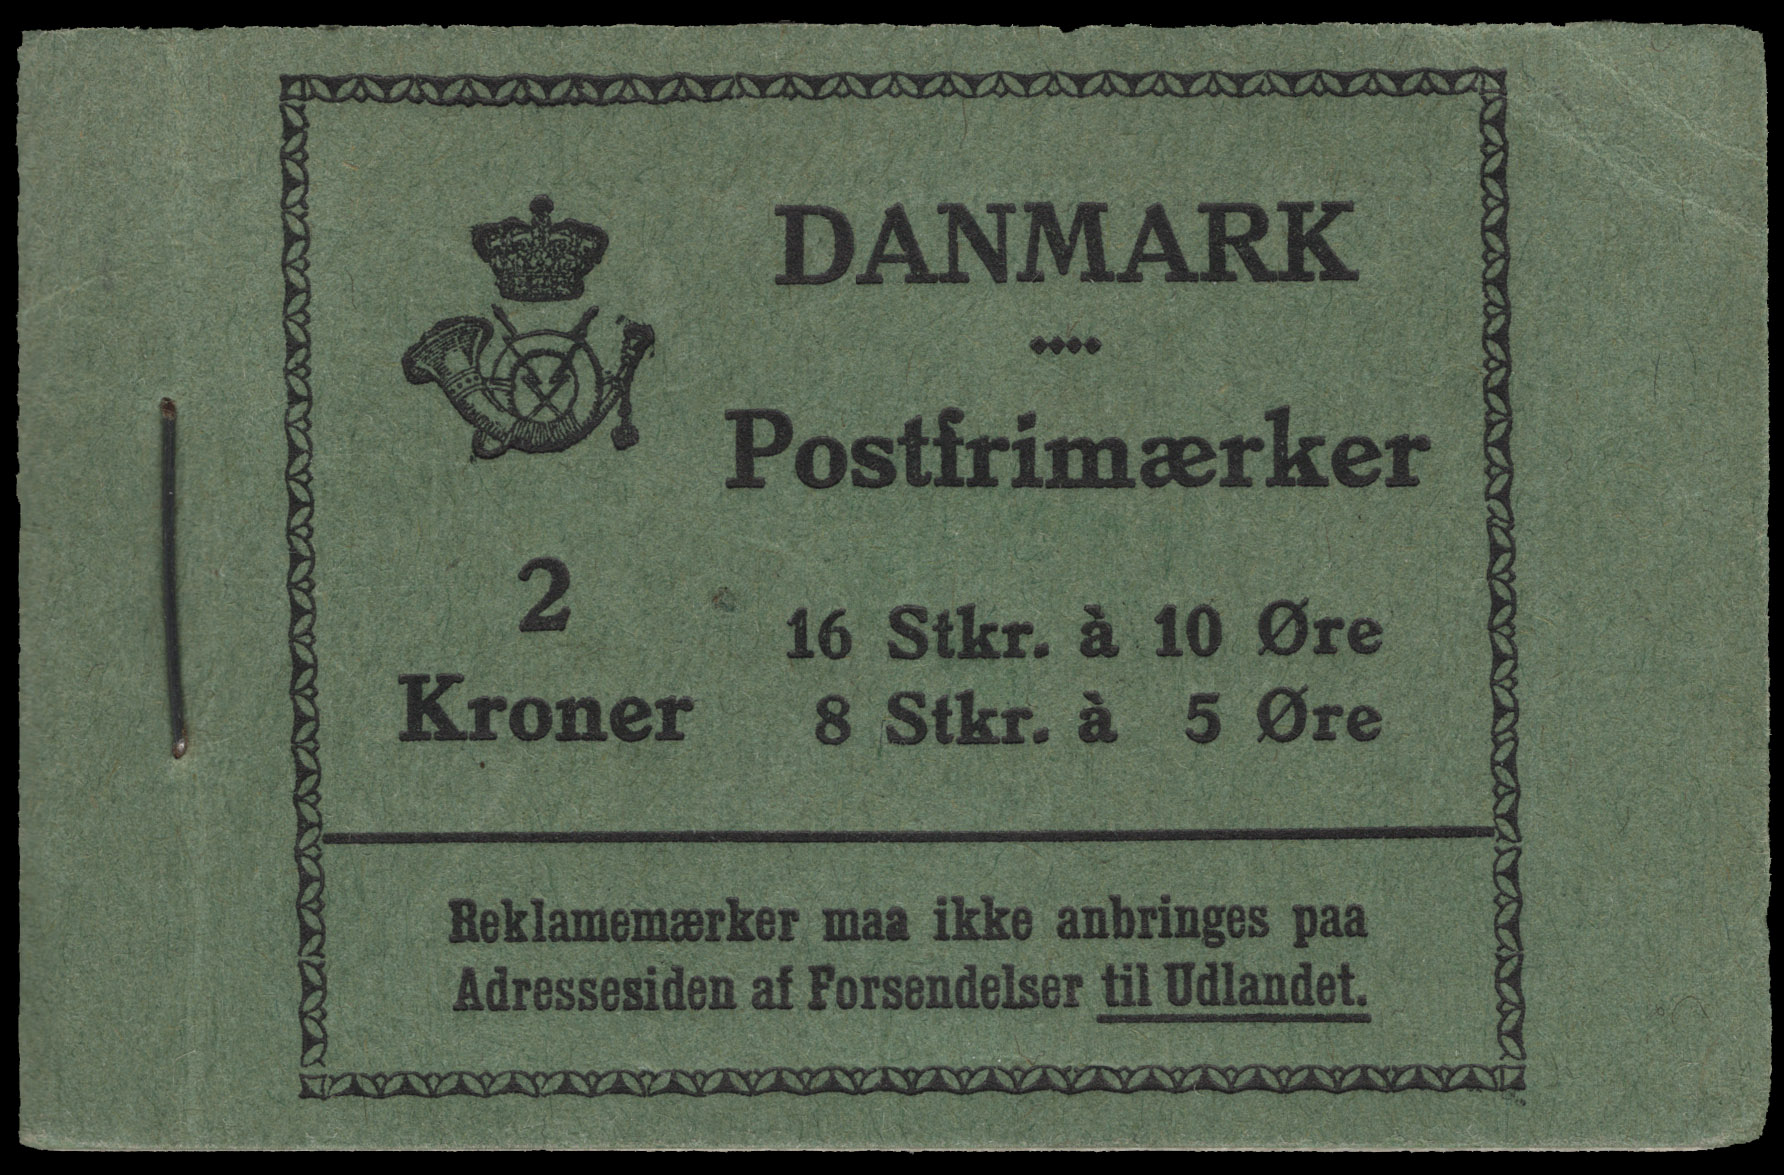 DANMARK
Postfrimærker
2
Kroner
16 Stkr. à 10 Øre
8 Stkr. à 5 Øre
Reklamemærker maa ikke anbringes paa
Adressesiden af Forsendelser til Udlandet.